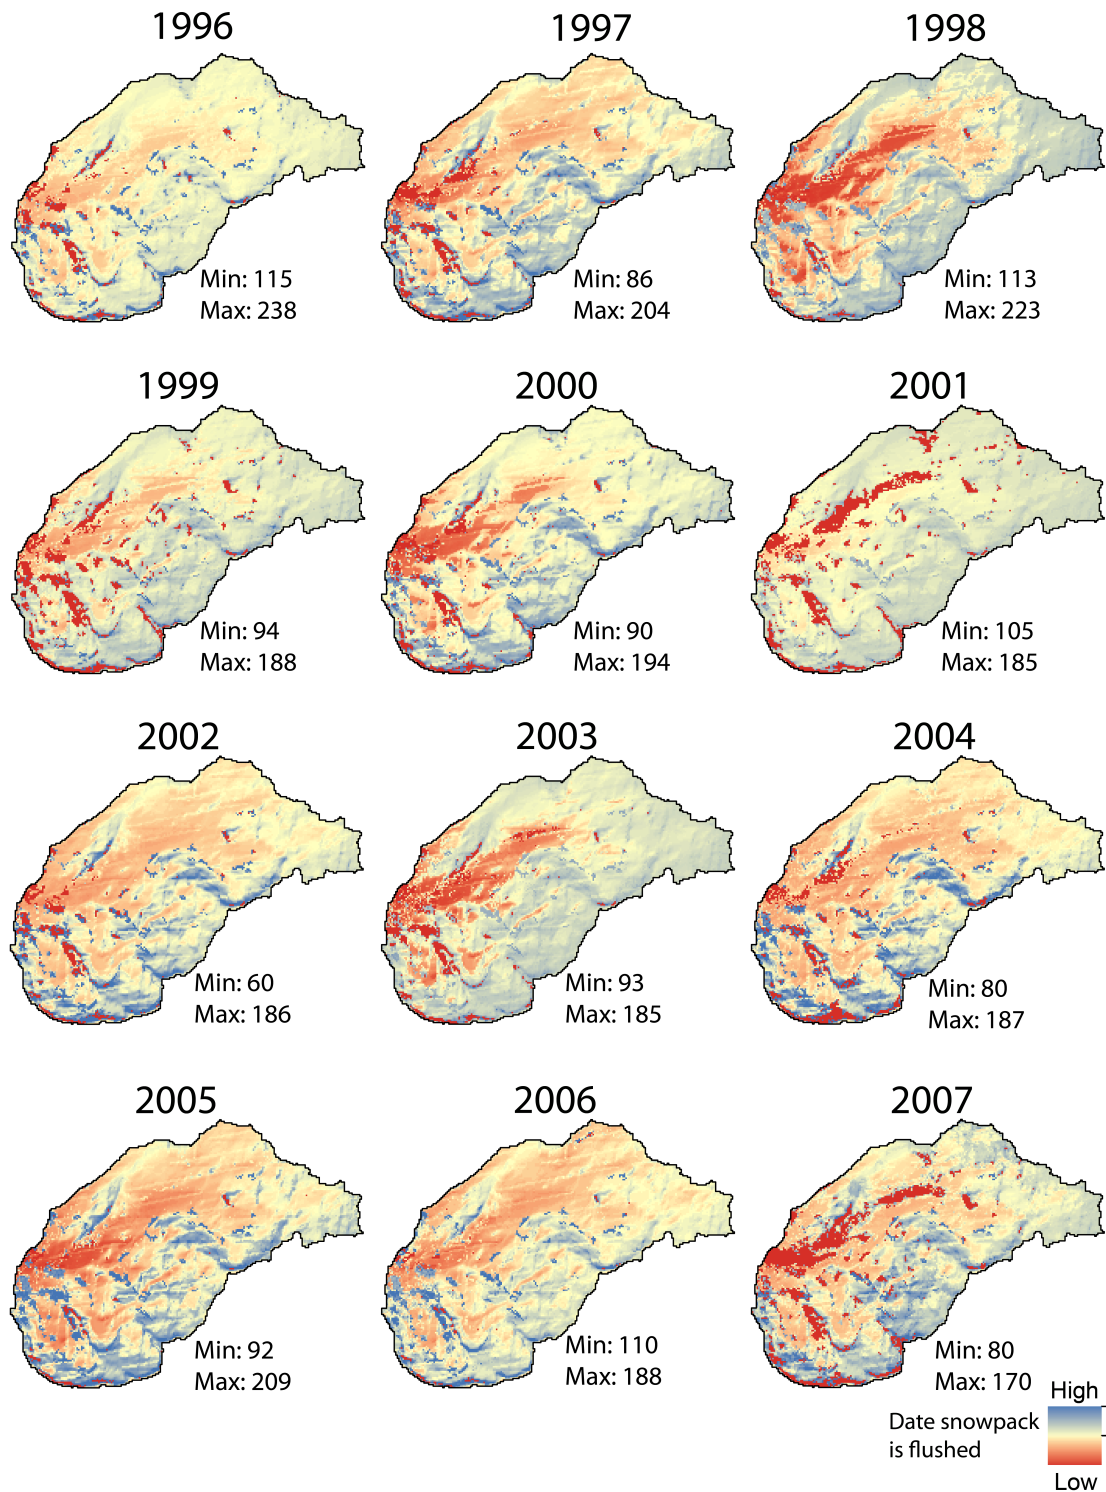 1996
1997
1998
Min: 115
Max: 238
Min: 86
Max: 204
Min: 113
Max: 223
1999
2000
2001
Min: 94
Max: 188
Min: 90
Max: 194
Min: 105
Max: 185
2002
2003
2004
Min: 60
Max: 186
Min: 93
Max: 185
Min: 80
Max: 187
2005
2006
2007
Min: 92
Max: 209
Min: 110
Max: 188
Min: 80
Max: 170
High
Date snowpack
is flushed
Low